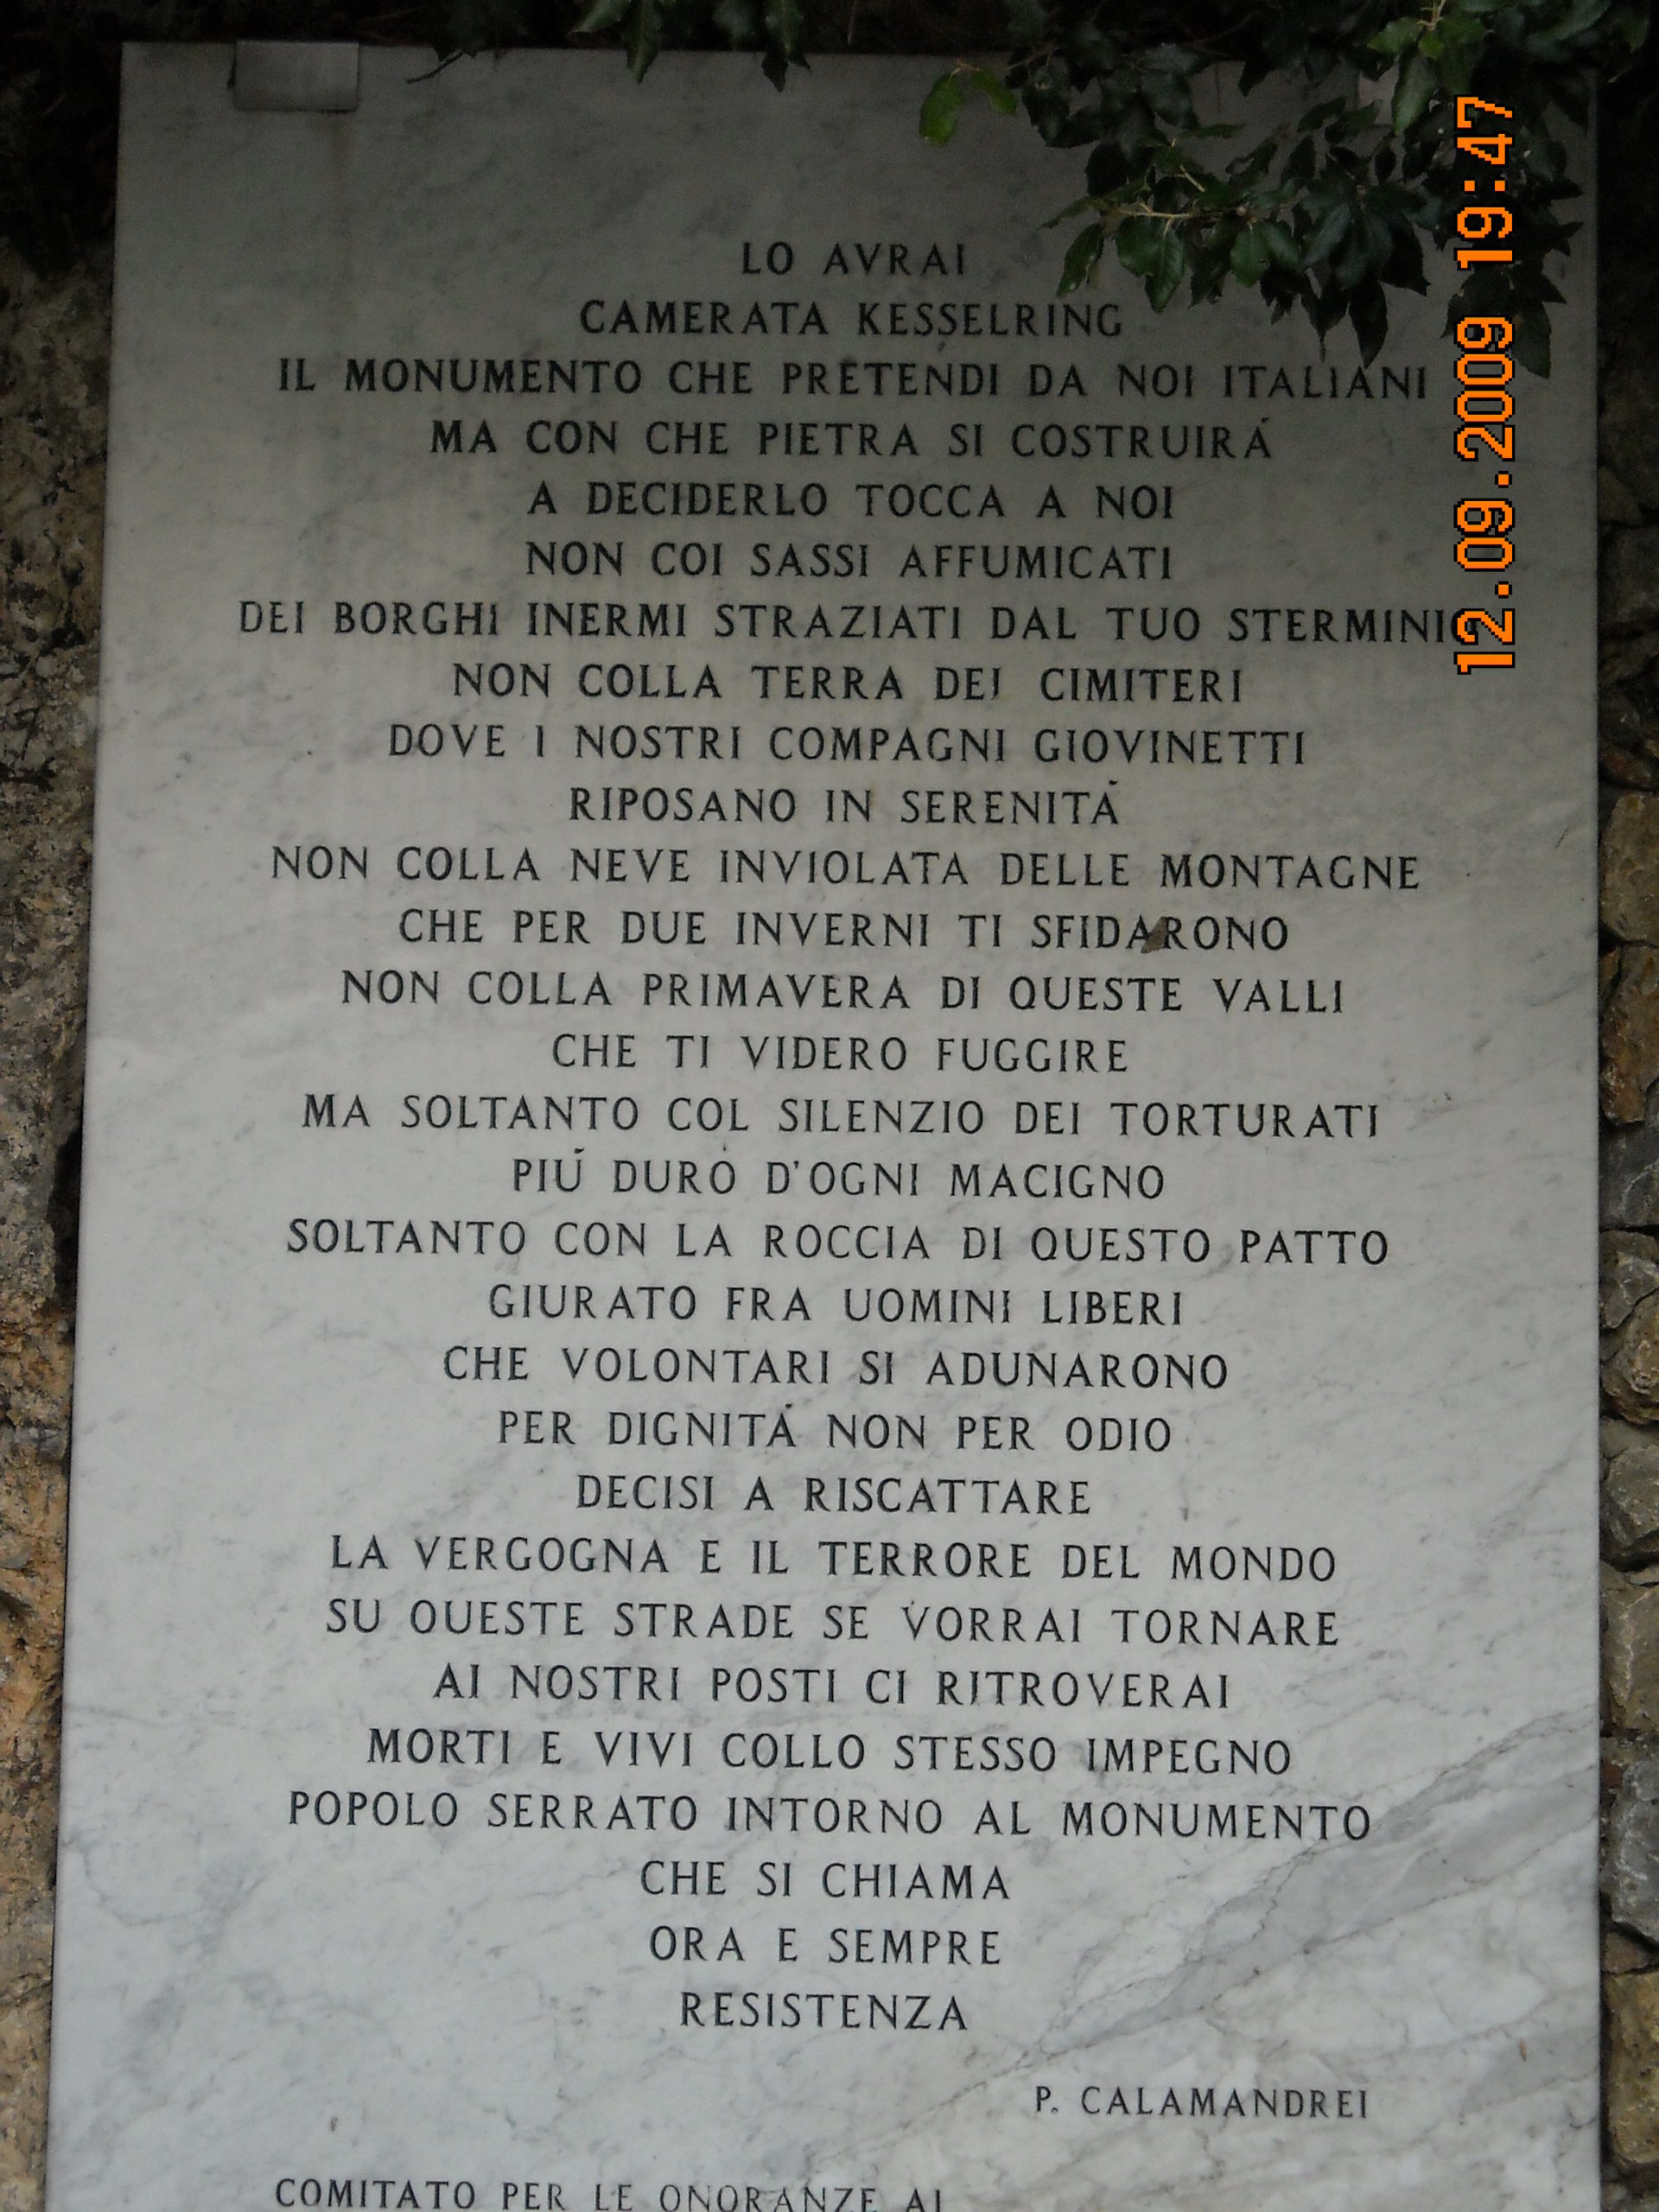 LO AVRAI
CAMERATA KESSELRING
IL MONUMENTO CHE PRETENDI DA NOI ITALIANI
MA CON CHE PIETRA SI COSTRUIRÁ
A DECIDERLO TOCCA A NOI
NON COI SASSI AFFUMICATI
DEI BORGHI INERMI STRAZIATI DAL TUO STERMINIO
NON COLLA TERRA DEI CIMITERI
DOVE I NOSTRI COMPAGNI GIOVINETTI
RIPOSANO IN SERENITÁ
NON COLLA NEVE INVIOLATA DELLE MONTAGNE
CHE PER DUE INVERNI TI SFIDARONO
NON COLLA PRIMAVERA DI QUESTE VALLI
CHE TI VIDERO FUGGIRE
MA SOLTANTO COL SILENZIO DEI TORTURATI
PIÚ DURO D'OGNI MACIGNO
SOLTANTO CON LA ROCCIA DI QUESTO PATTO
GIURATO FRA UOMINI LIBERI
CHE VOLONTARI SI ADUNARONO
PER DIGNITÁ NON PER ODIO
DECISI A RISCATTARE
LA VERGOGNA E IL TERRORE DEL MONDO
SU QUESTE STRADE SE VORRAI TORNARE
AI NOSTRI POSTI CI RITROVERAI
MORTI E VIVI COLLO STESSO IMPEGNO
POPOLO SERRATO INTORNO AL MONUMENTO
CHE SI CHIAMA
ORA E SEMPRE
RESISTENZA
P. CALAMANDREI
COMITATO PER LE ONORANZE AI
12.09.2009 19:47